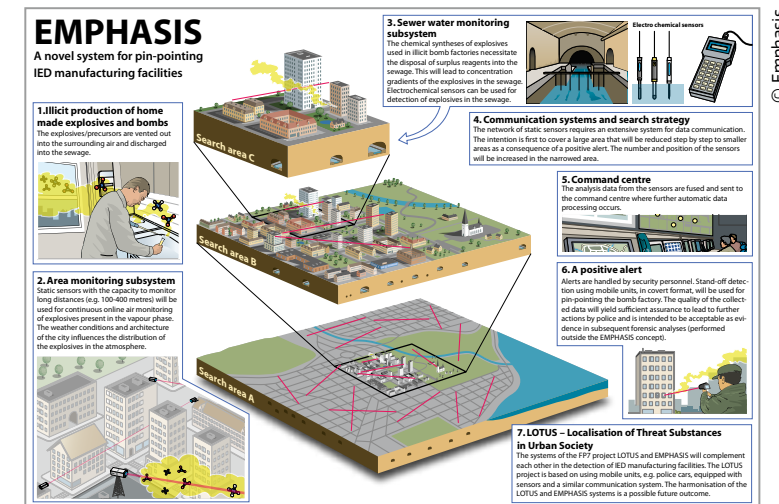 EMPHASIS
A novel system for pin-pointing
IED manufacturing facilities
1.Illicit production of home
made explosives and bombs
The explosives/precursors are vented out
into the surrounding air and discharged
into the sewage.
2. Area monitoring subsystem
Static sensors with the capacity to monitor
long distances (e.g. 100-400 metres) will be
used for continuous online air monitoring
of explosives present in the vapour phase.
The weather conditions and architecture
of the city influences the distribution of
the explosives in the atmosphere.
Search area C
Search area B
Search area A
3. Sewer water monitoring
subsystem
The chemical syntheses of explosives
used in illicit bomb factories necessitate
the disposal of surplus reagents into the
sewage. This will lead to concentration
gradients of the explosives in the sewage.
Electrochemical sensors can be used for
detection of explosives in the sewage.
Electro chemical sensors
4. Communication systems and search strategy
The network of static sensors requires an extensive system for data communication.
The intention is first to cover a large area that will be reduced step by step to smaller
areas as a consequence of a positive alert. The number and position of the sensors
will be increased in the narrowed area.
5. Command centre
The analysis data from the sensors are fused and sent to
the command centre where further automatic data
processing occurs.
6. A positive alert
Alerts are handled by security personel. Stand-off detec-
tion using mobile units, in covert format, will be used for
pin-pointing the bomb factory. The quality of the collect-
ed data will yield sufficient assurance to lead to further
actions by police and is intended to be acceptable as evi-
dence in subsequent forensic analyses (performed
outside the EMPHASIS concept).
7. LOTUS – Localisation of Threat Substances
in Urban Society
The systems of the FP7 project LOTUS and EMPHASIS will complement
each other in the detection of IED manufacturing facilities. The LOTUS
project is based on using mobile units, e.g. police cars, equipped with
sensors and a similar communication system. The harmonisation of the
LOTUS and EMPHASIS systems is a possible future outcome.
© Emphasis